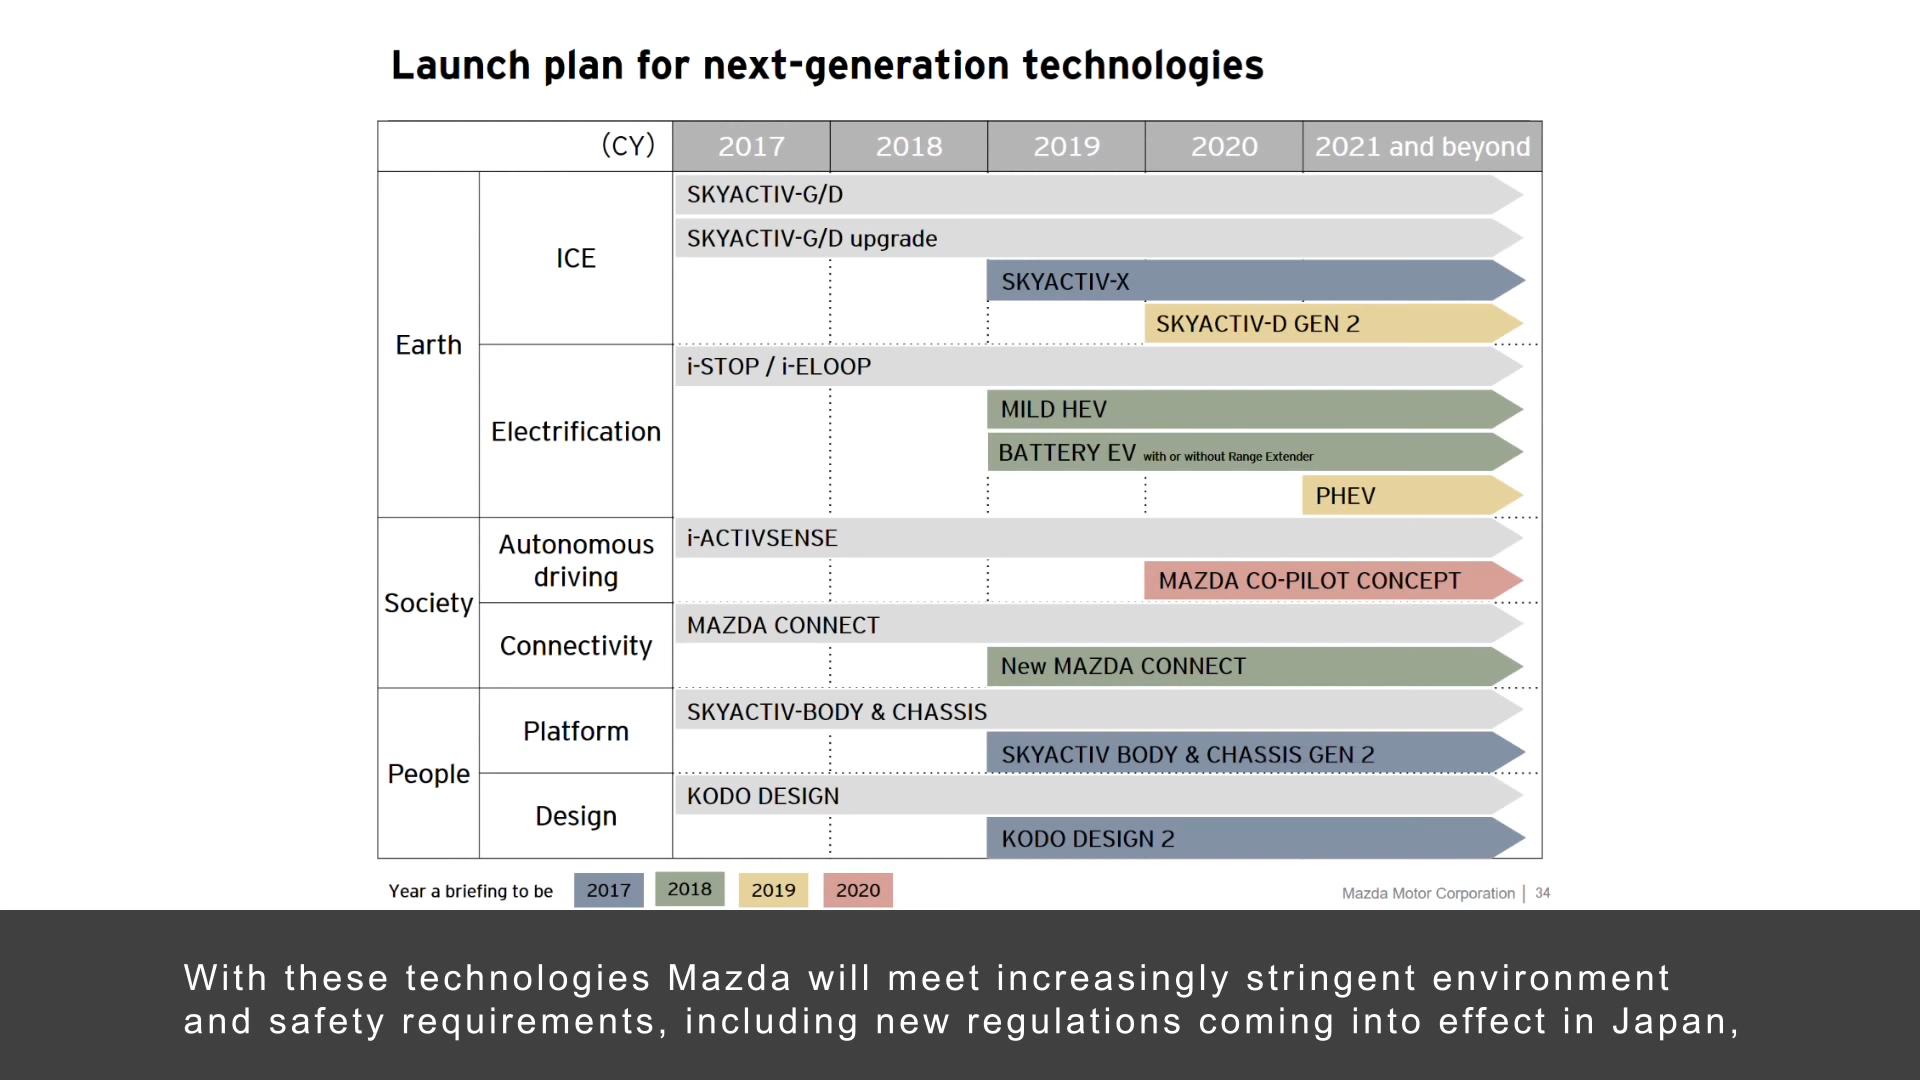 Launch plan for next-generation technologies
(CY) 2017 2018 2019 2020 2021 and beyond
Earth
ICE
SKYACTIV-G/D
SKYACTIV-G/D upgrade
SKYACTIV-X
SKYACTIV-D GEN 2
Electrification
i-STOP / i-ELOOP
MILD HEV
BATTERY EV with or without Range Extender
PHEV
Society
Autonomous
driving
i-ACTIVSENSE
MAZDA CO-PILOT CONCEPT
Connectivity
MAZDA CONNECT
New MAZDA CONNECT
People
Platform
SKYACTIV-BODY & CHASSIS
SKYACTIV BODY & CHASSIS GEN 2
Design
KODO DESIGN
KODO DESIGN 2
Year a briefing to be 2017 2018 2019 2020
Mazda Motor Corporation | 34
With these technologies Mazda will meet increasingly stringent environment
and safety requirements, including new regulations coming into effect in Japan,